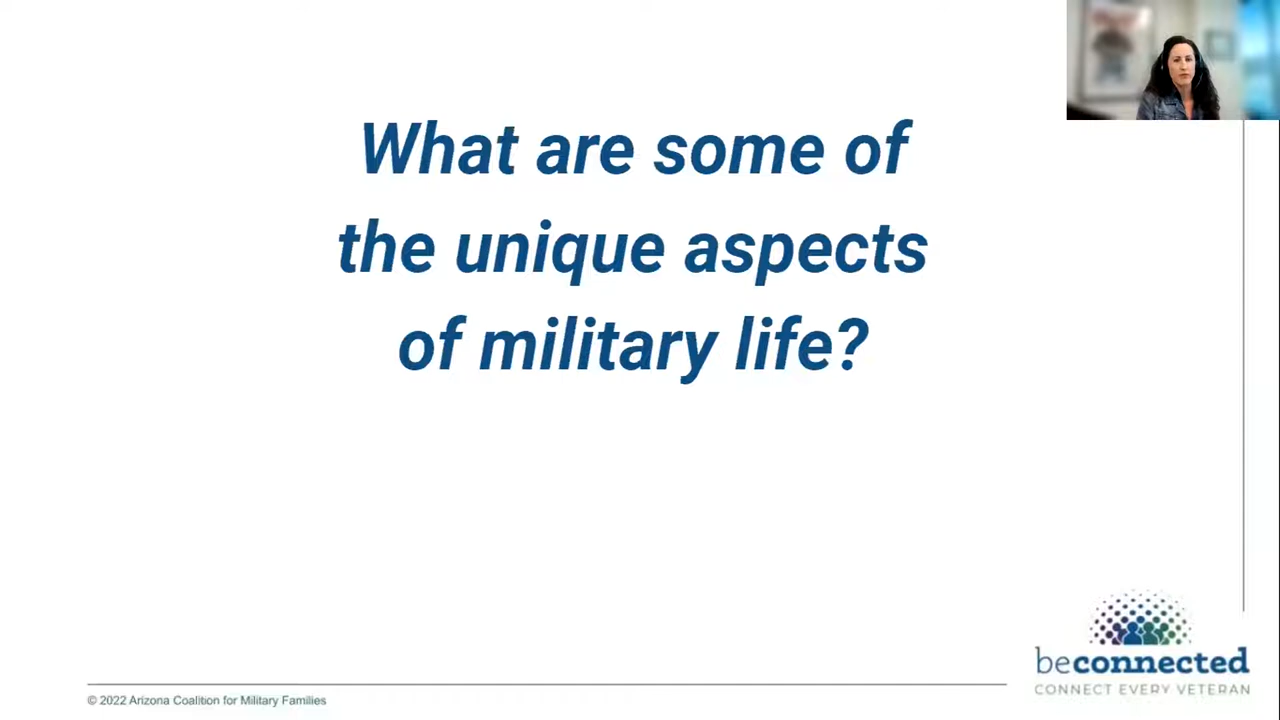 What are some of
the unique aspects
of military life?
beconnected
CONNECT EVERY VETERAN
© 2022 Arizona Coalition for Military Families